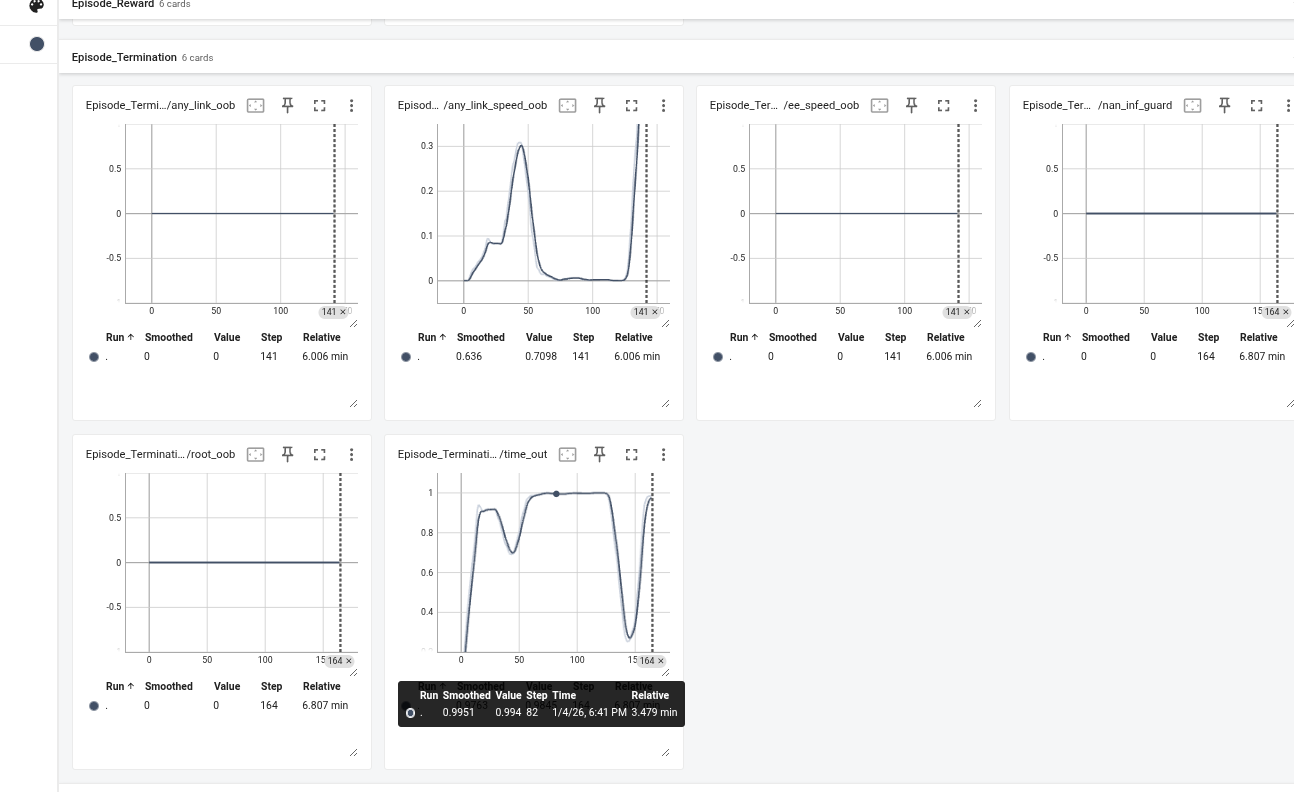 Episode_Reward 6 cards
Episode_Termination 6 cards
Episode_Termi.../any_link_oob
0.5
0
-0.5
0 50 100
141 ×
Run ↑ Smoothed Value Step Relative
. 0 0 141 6.006 min
Episod... /any_link_speed_oob
0.3
0.2
0.1
0
0 50 100
141 ×
Run ↑ Smoothed Value Step Relative
. 0.636 0.7098 141 6.006 min
Episode_Ter... /ee_speed_oob
0.5
0
-0.5
0 50 100
141 ×
Run ↑ Smoothed Value Step Relative
. 0 0 141 6.006 min
Episode_Ter... /nan_inf_guard
0.5
0
-0.5
0 50 100 15
164 ×
Run ↑ Smoothed Value Step Relative
. 0 0 164 6.807 min
Episode_Terminati... /root_oob
0.5
0
-0.5
0 50 100 15
164 ×
Run ↑ Smoothed Value Step Relative
. 0 0 164 6.807 min
Episode_Terminati... /time_out
1
0.8
0.6
0.4
0 50 100 15
164 ×
Run Smoothed Value Step Time Relative
. 0.9951 0.994 82 1/4/26, 6:41 PM 3.479 min